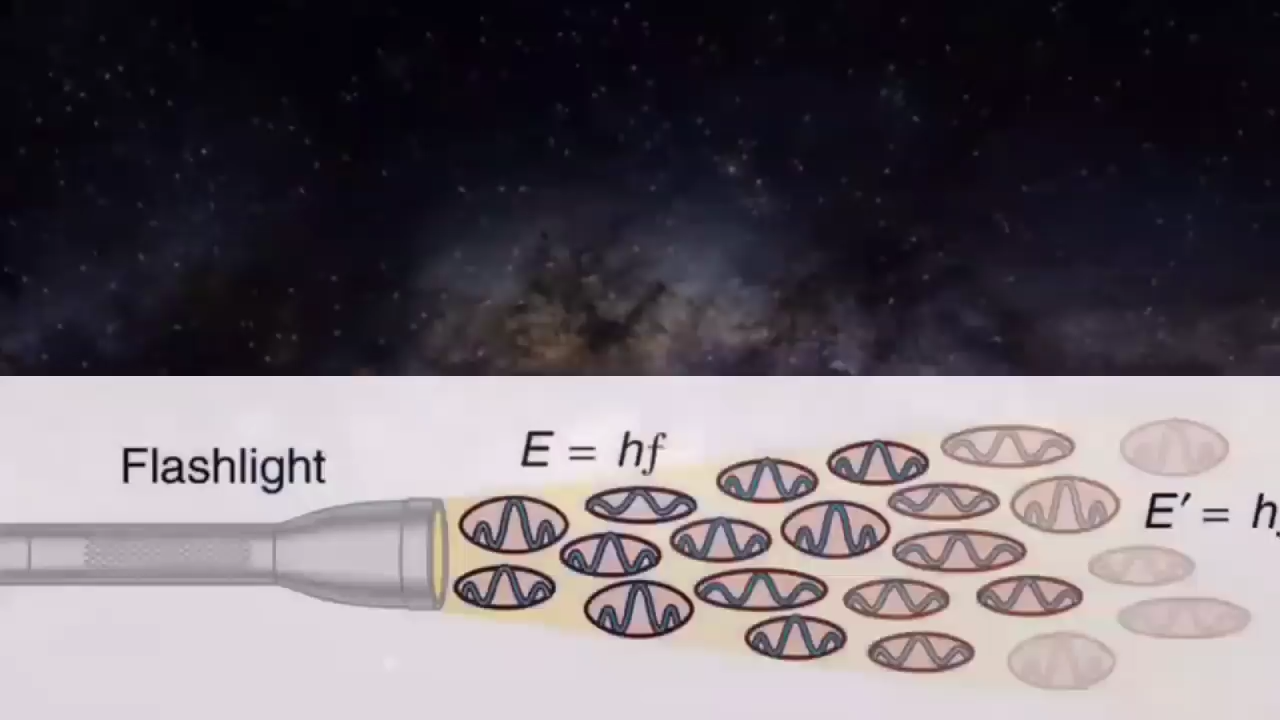 E = hf
Flashlight
E′ = h